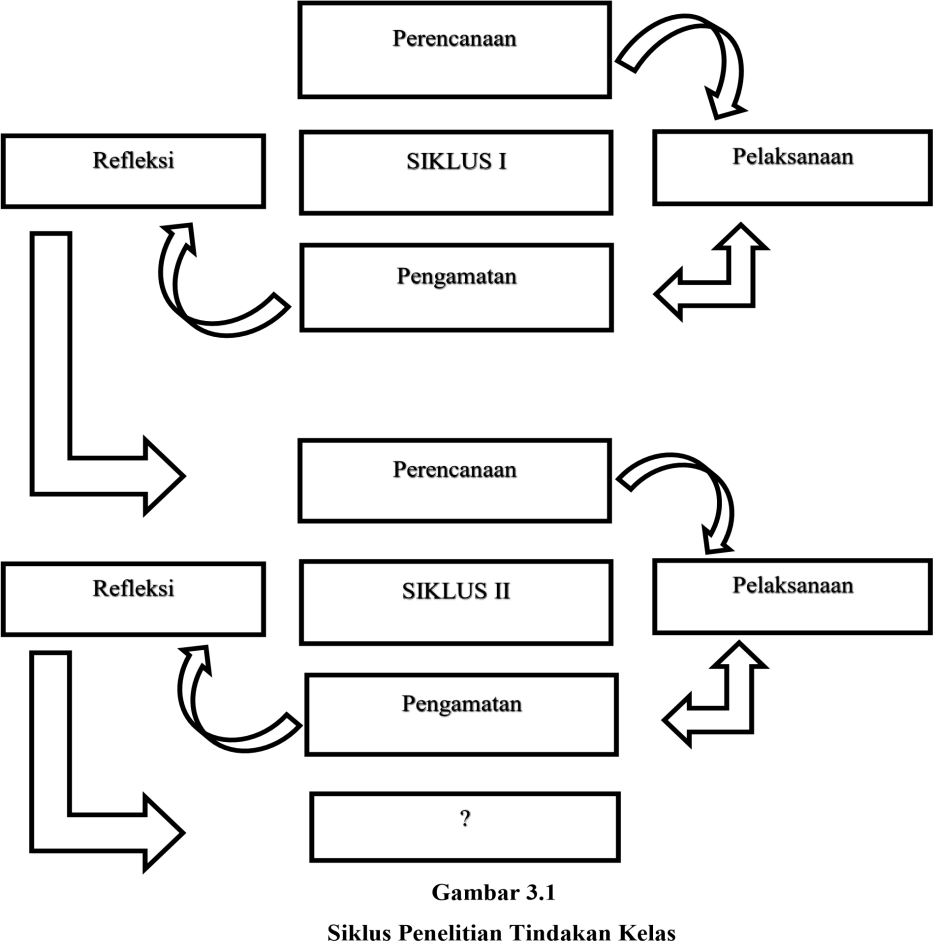 Perencanaan
Refleksi
SIKLUS I
Pelaksanaan
Pengamatan
Perencanaan
Refleksi
SIKLUS II
Pelaksanaan
Pengamatan
?
Gambar 3.1
Siklus Penelitian Tindakan Kelas